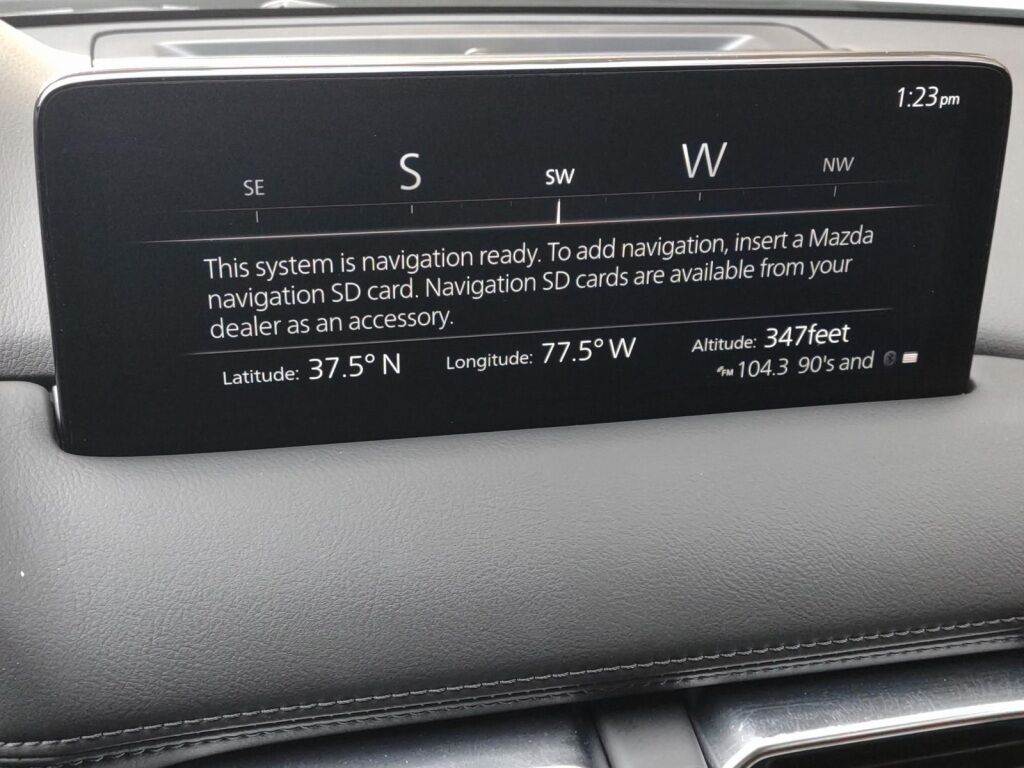 1:23pm
SE S SW W NW
This system is navigation ready. To add navigation, insert a Mazda
navigation SD card. Navigation SD cards are available from your
dealer as an accessory.
Latitude: 37.5° N Longitude: 77.5° W Altitude: 347feet
FM 104.3 90's and